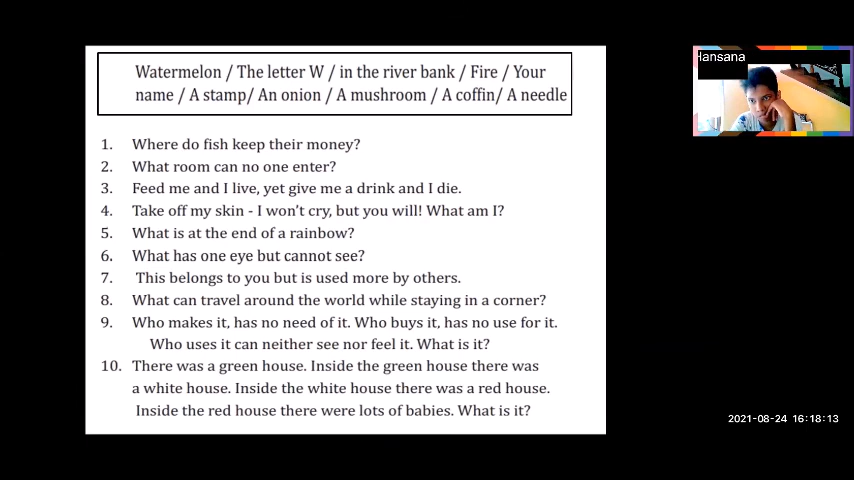 Watermelon / The letter W / in the river bank / Fire / Your
name / A stamp/ An onion / A mushroom / A coffin/ A needle
1. Where do fish keep their money?
2. What room can no one enter?
3. Feed me and I live, yet give me a drink and I die.
4. Take off my skin - I won't cry, but you will! What am I?
5. What is at the end of a rainbow?
6. What has one eye but cannot see?
7. This belongs to you but is used more by others.
8. What can travel around the world while staying in a corner?
9. Who makes it, has no need of it. Who buys it, has no use for it.
Who uses it can neither see nor feel it. What is it?
10. There was a green house. Inside the green house there was
a white house. Inside the white house there was a red house.
Inside the red house there were lots of babies. What is it?
Hansana
2021-08-24 16:18:13